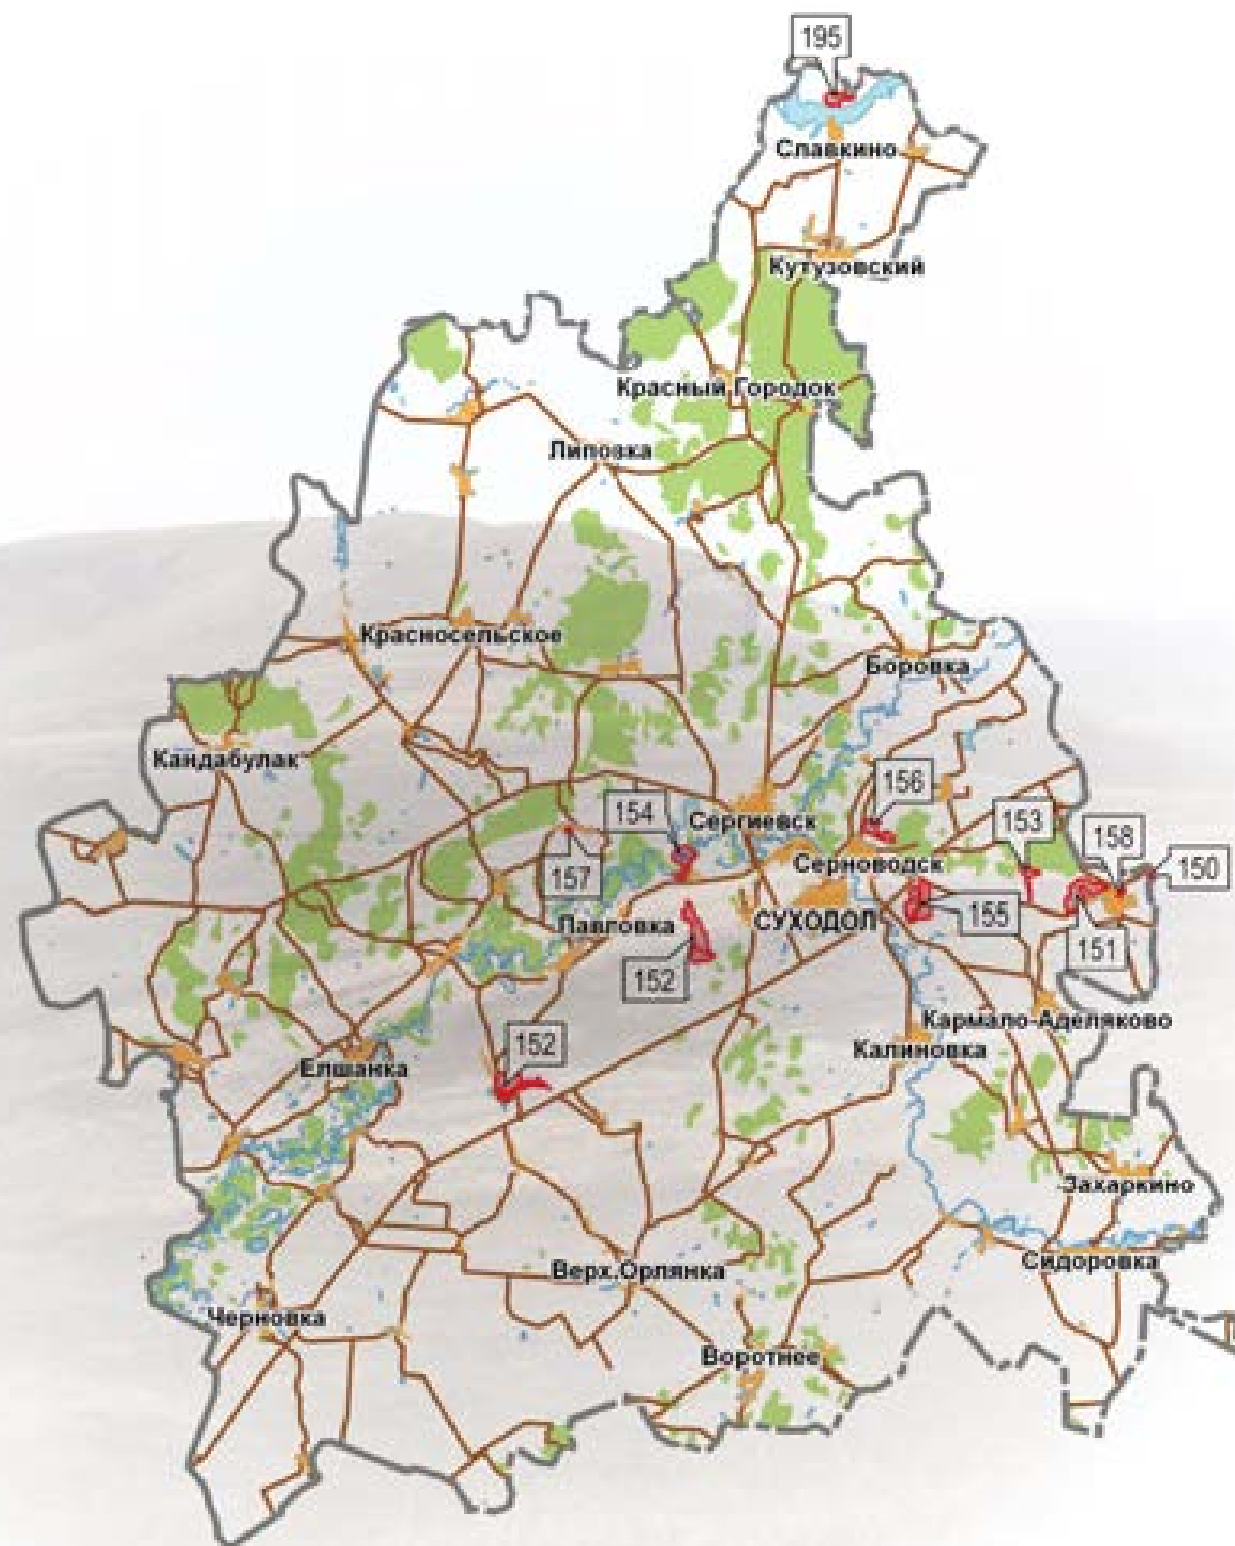 195
Славкино
Кутузовский
Красный Городок
Липовка
Красносельское
Боровка
Кандабулак
156
154
Сергиевск
153
158
150
157
Серноводск
155
Павловка
СУХОДОЛ
151
152
Кармало-Аделяково
152
Калиновка
Елшанка
Захаркино
Сидоровка
Верх.Орлянка
Черновка
Воротнее